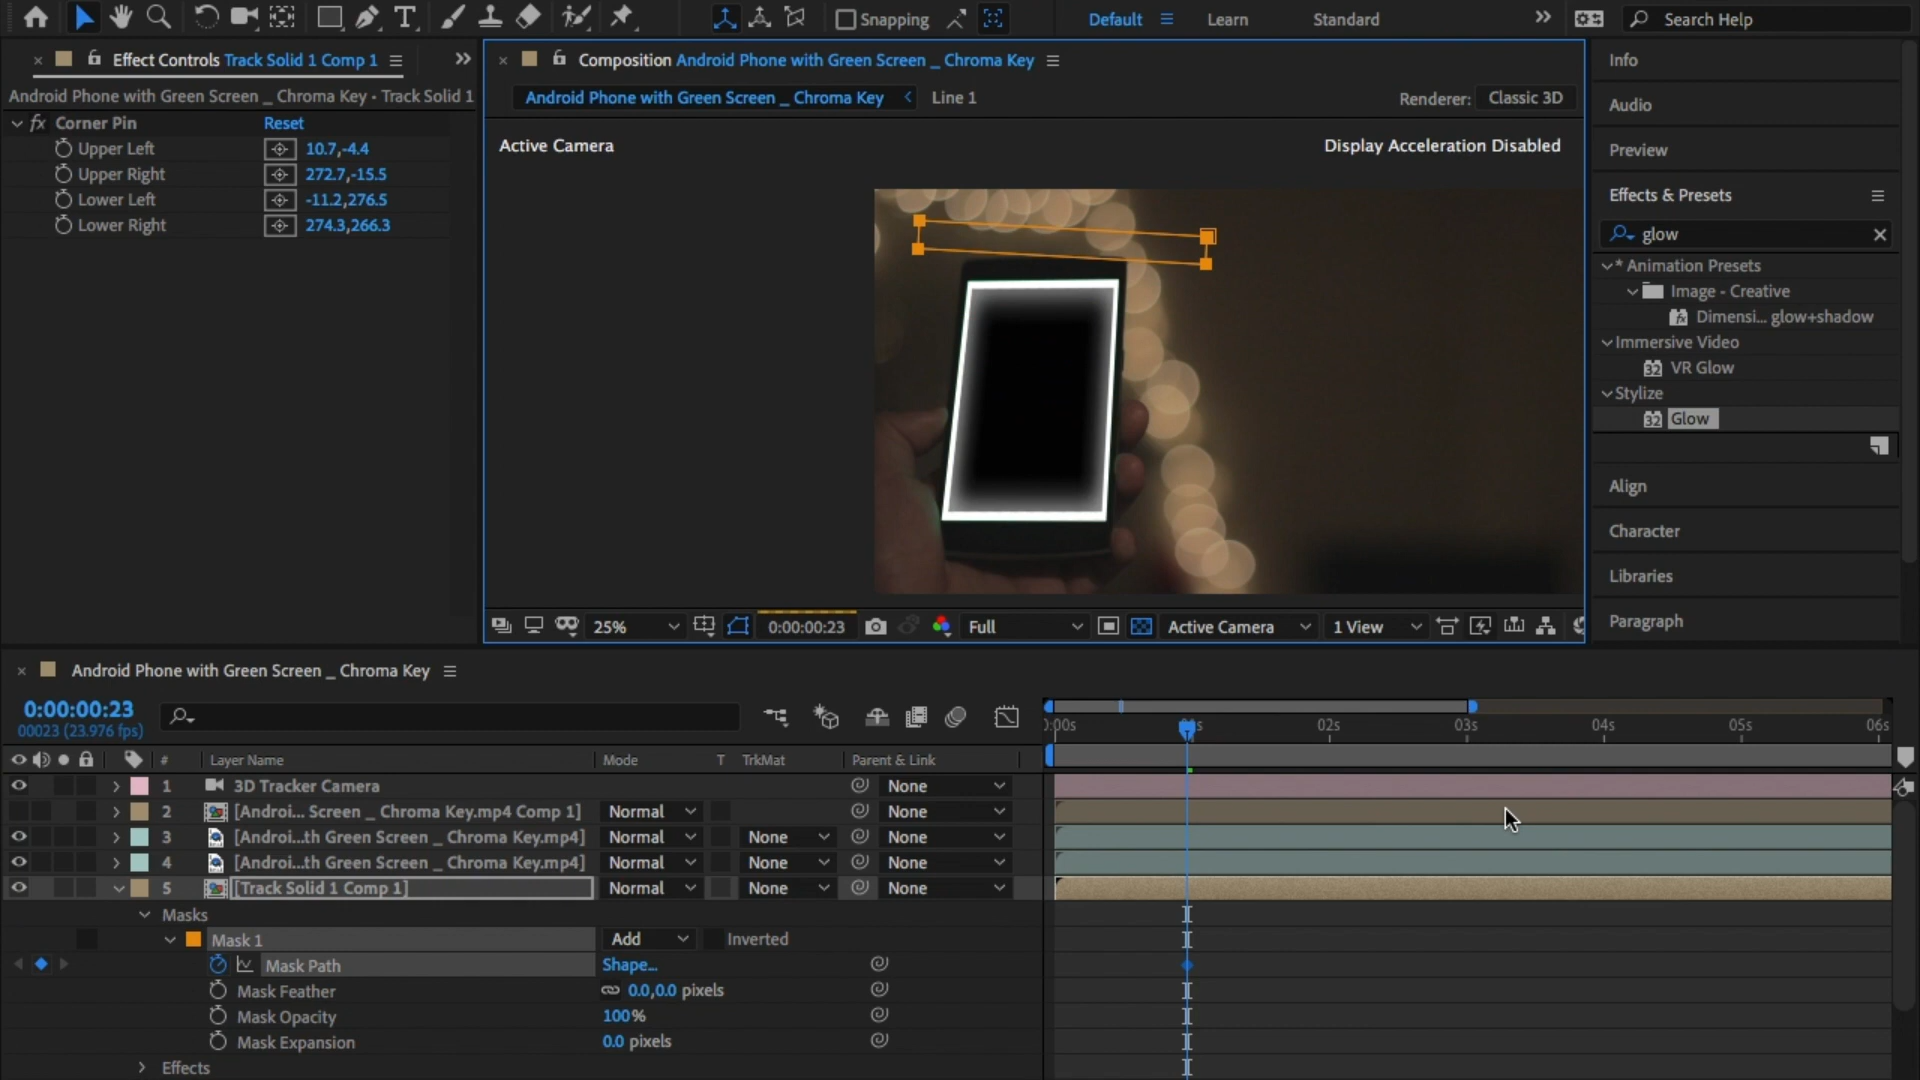 Snapping
Default
Learn
Standard
Search Help
Effect Controls Track Solid 1 Comp 1
Android Phone with Green Screen _ Chroma Key • Track Solid 1
fx Corner Pin Reset
Upper Left 10.7,-4.4
Upper Right 272.7,-15.5
Lower Left -11.2,276.5
Lower Right 274.3,266.3
Composition Android Phone with Green Screen _ Chroma Key
Android Phone with Green Screen _ Chroma Key Line 1
Renderer: Classic 3D
Active Camera
Display Acceleration Disabled
25%
0:00:00:23
Full
Active Camera
1 View
Info
Audio
Preview
Effects & Presets
glow
* Animation Presets
Image - Creative
Dimensi... glow+shadow
Immersive Video
32 VR Glow
Stylize
32 Glow
Align
Character
Libraries
Paragraph
Android Phone with Green Screen _ Chroma Key
0:00:00:23
00023 (23.976 fps)
02s 03s 04s 05s 06s
# Layer Name Mode T TrkMat Parent & Link
1 3D Tracker Camera None
2 [Androi... Screen _ Chroma Key.mp4 Comp 1] Normal None
3 [Androi...th Green Screen _ Chroma Key.mp4] Normal None None
4 [Androi...th Green Screen _ Chroma Key.mp4] Normal None None
5 [Track Solid 1 Comp 1] Normal None None
Masks
Mask 1 Add Inverted
Mask Path Shape...
Mask Feather 0.0,0.0 pixels
Mask Opacity 100%
Mask Expansion 0.0 pixels
Effects